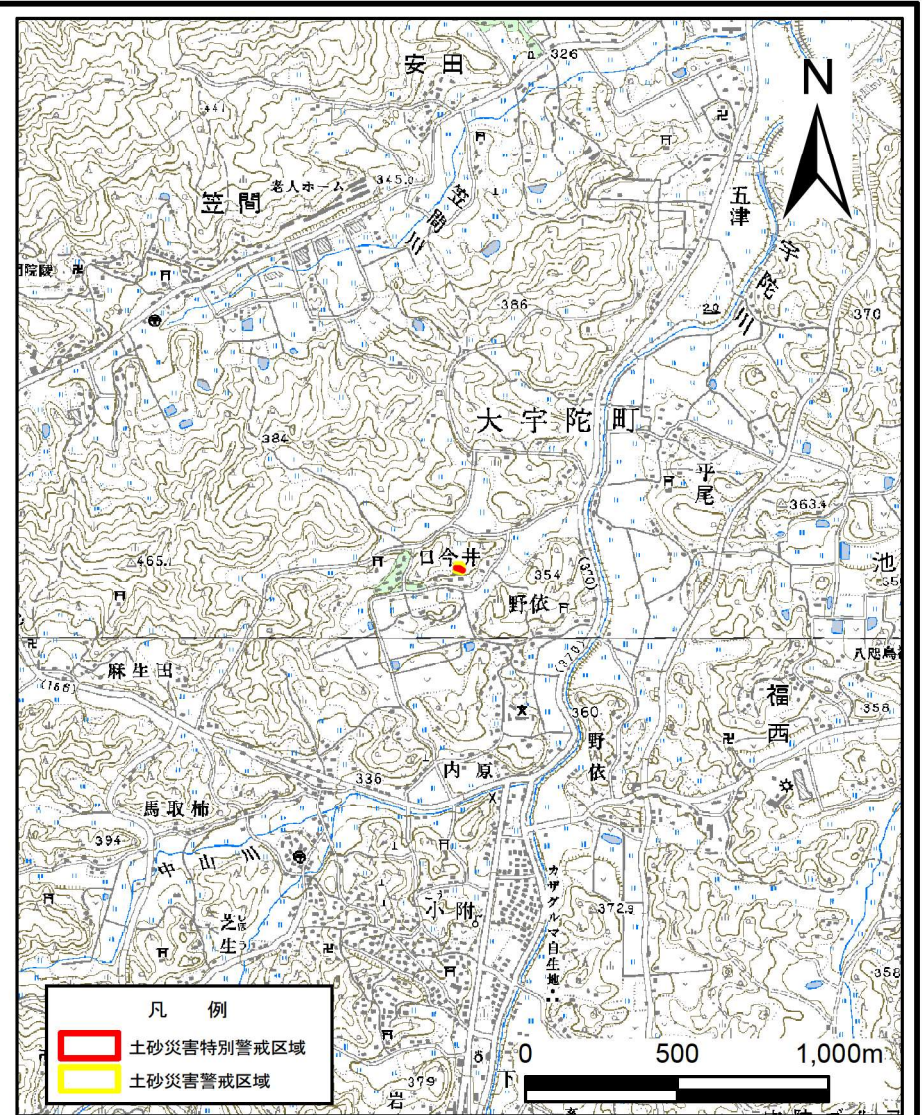 安田
326
N
441
老人ホーム
345.0
笠間
笠間川
五津
宇陀川
386
20
370
大宇陀町
384
平尾
363.4
465.1
口今井
354
(370)
野依
池
麻生田
(166)
(370)
福西
358
360
野依
内原
336
馬取柿
394
中山川
カザグルマ自生地
小附
372.9
芝生
358
凡 例
土砂災害特別警戒区域
土砂災害警戒区域
379
岩
下
0 500 1,000m